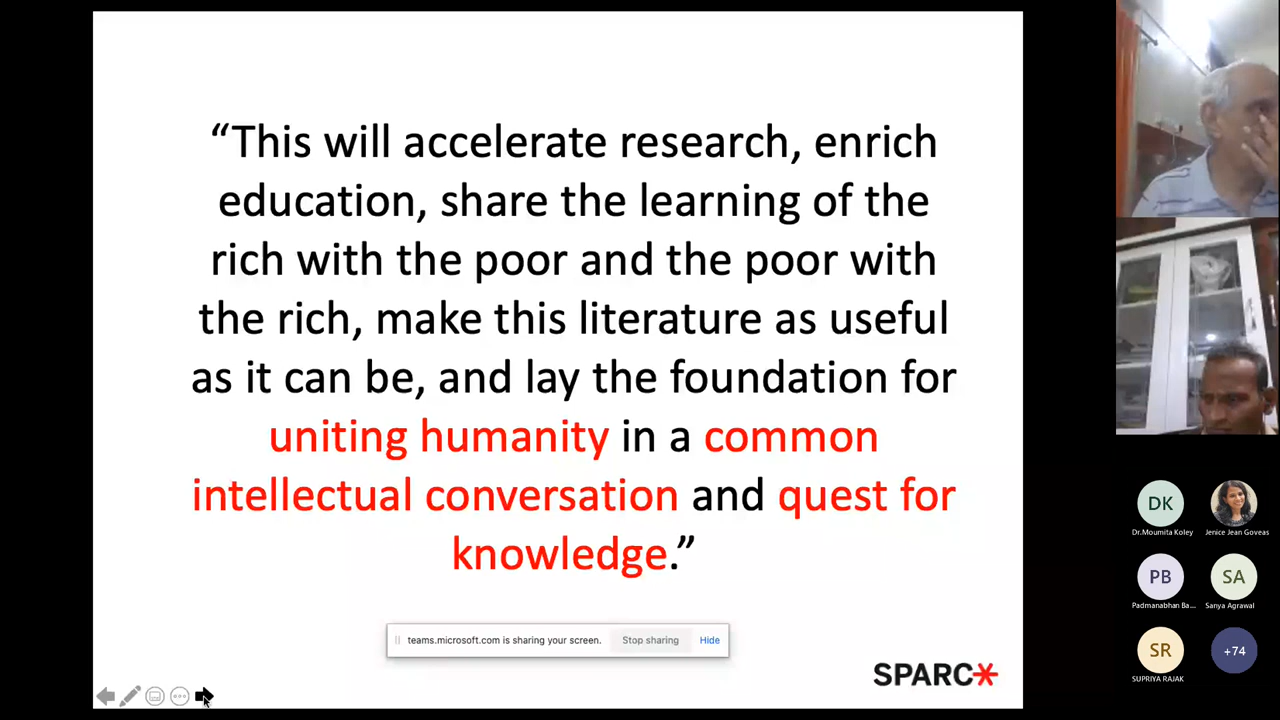 “This will accelerate research, enrich
education, share the learning of the
rich with the poor and the poor with
the rich, make this literature as useful
as it can be, and lay the foundation for
uniting humanity in a common
intellectual conversation and quest for
knowledge.”
teams.microsoft.com is sharing your screen. Stop sharing Hide
SPARC
DK
Dr.Moumita Koley
Jenice Jean Goveas
PB
SA
Padmanabhan Ba...
Sanya Agrawal
SR
+74
SUPRIYA RAJAK